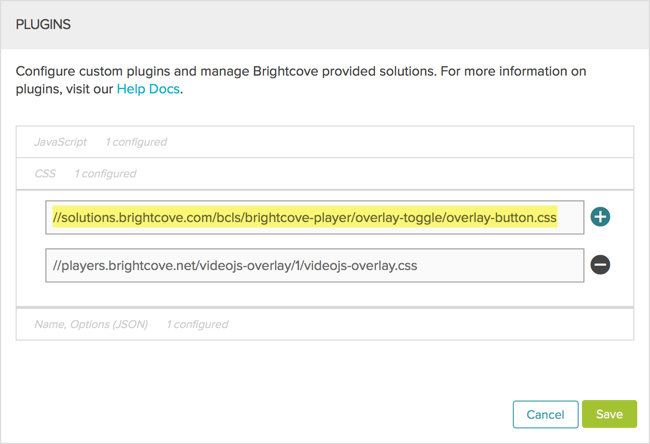 PLUGINS
Configure custom plugins and manage Brightcove provided solutions. For more information on
plugins, visit our Help Docs.
JavaScript 1 configured
CSS 1 configured
//solutions.brightcove.com/bcls/brightcove-player/overlay-toggle/overlay-button.css
//players.brightcove.net/videojs-overlay/1/videojs-overlay.css
Name, Options (JSON) 1 configured
Cancel Save